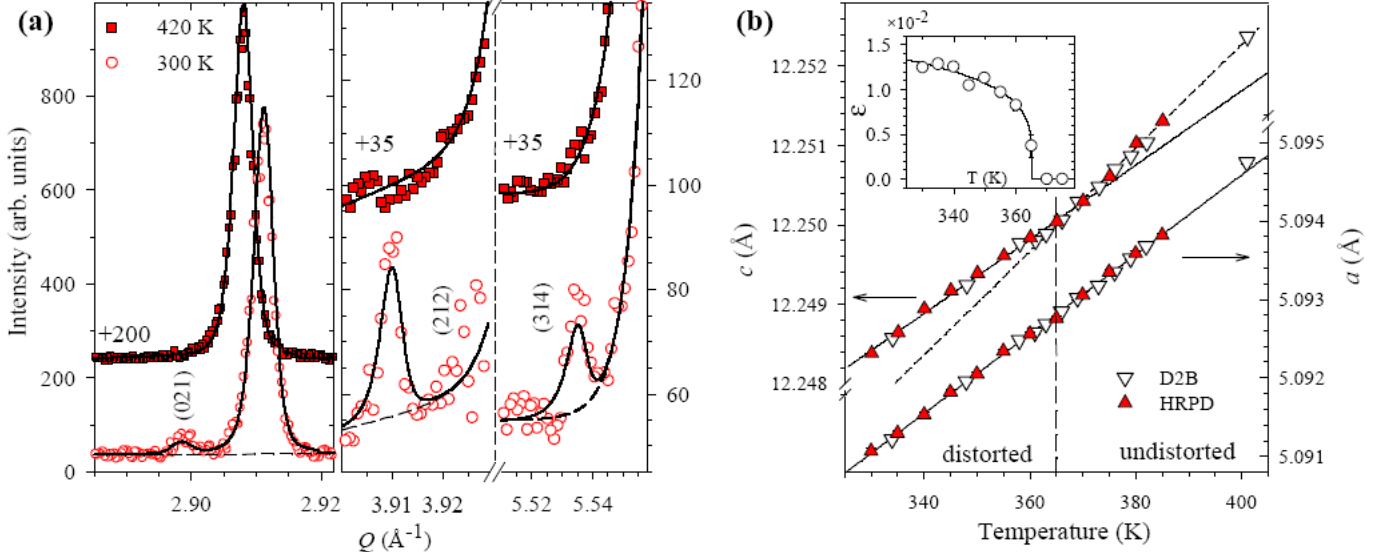 (a)
420 K
300 K
Intensity (arb. units)
800
600
400
200
0
+200
(021)
2.90
2.92
+35
(212)
3.91
3.92
+35
(314)
5.52
5.54
120
100
80
60
Q (Å⁻¹)
(b)
×10⁻²
1.5
1.0
0.5
0.0
ε
T (K)
340
360
12.252
12.251
12.250
12.249
12.248
c (Å)
5.095
5.094
5.093
5.092
5.091
a (Å)
D2B
HRPD
distorted
undistorted
340
360
380
400
Temperature (K)